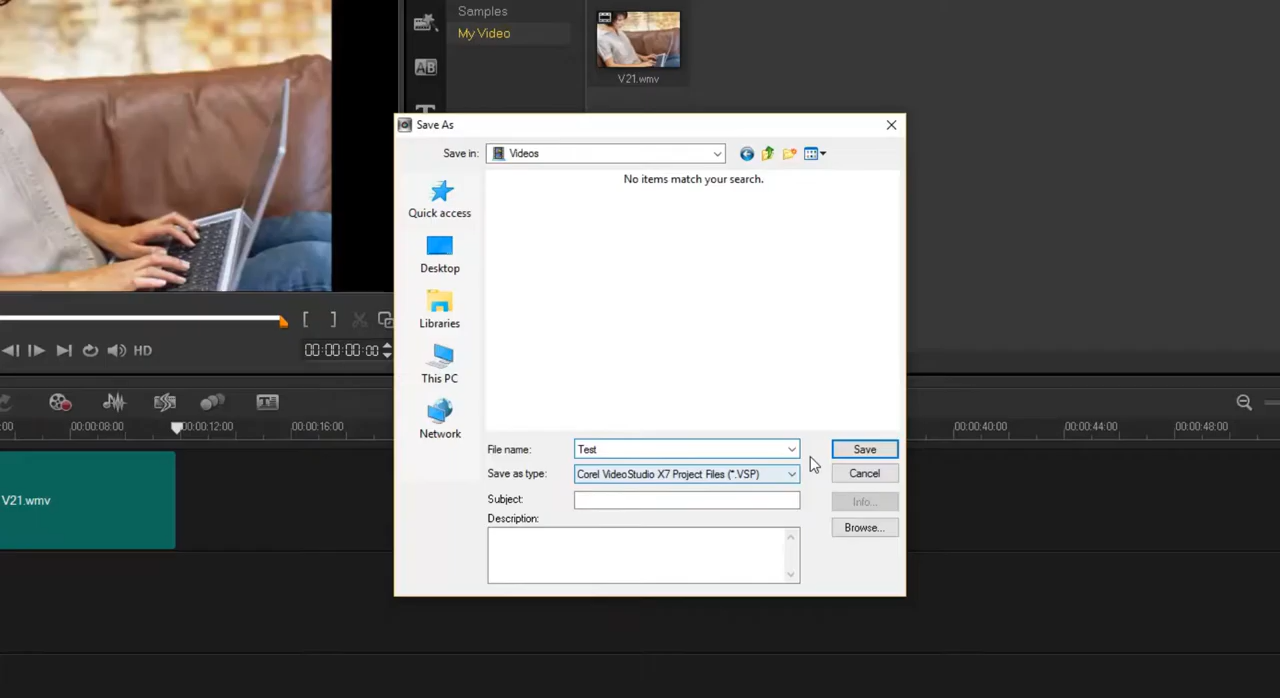 Samples
My Video
V21.wmv
AB
Save As
Save in: Videos
No items match your search.
Quick access
Desktop
Libraries
This PC
Network
HD
00:00:00:00
:00 00:00:08:00 00:00:12:00 00:00:16:00 00:00:40:00 00:00:44:00 00:00:48:00
V21.wmv
File name: Test Save
Save as type: Corel VideoStudio X7 Project Files (*.VSP) Cancel
Subject: Info...
Description: Browse...